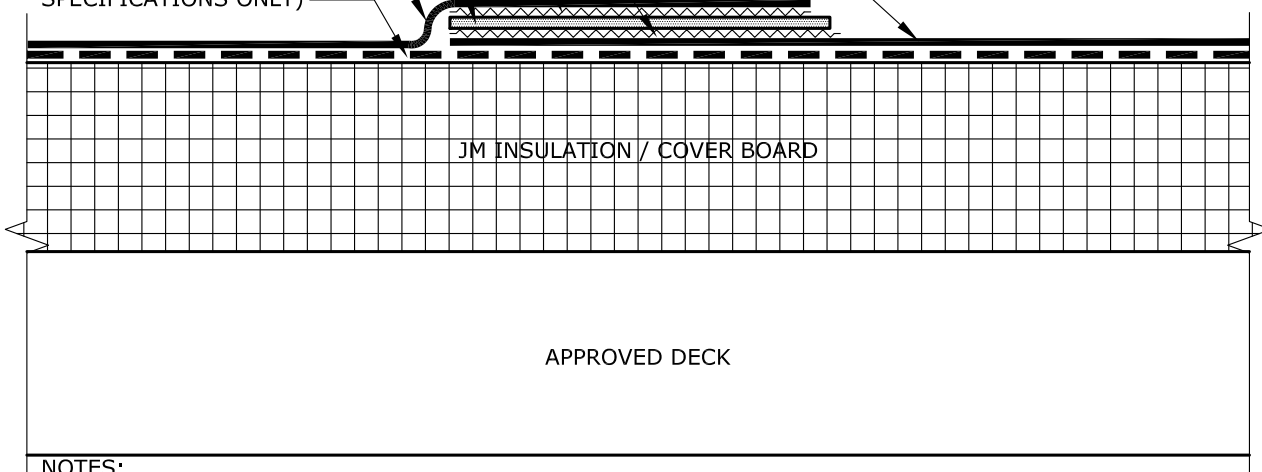 SPECIFICATIONS ONLY)
JM INSULATION / COVER BOARD
APPROVED DECK
NOTES: